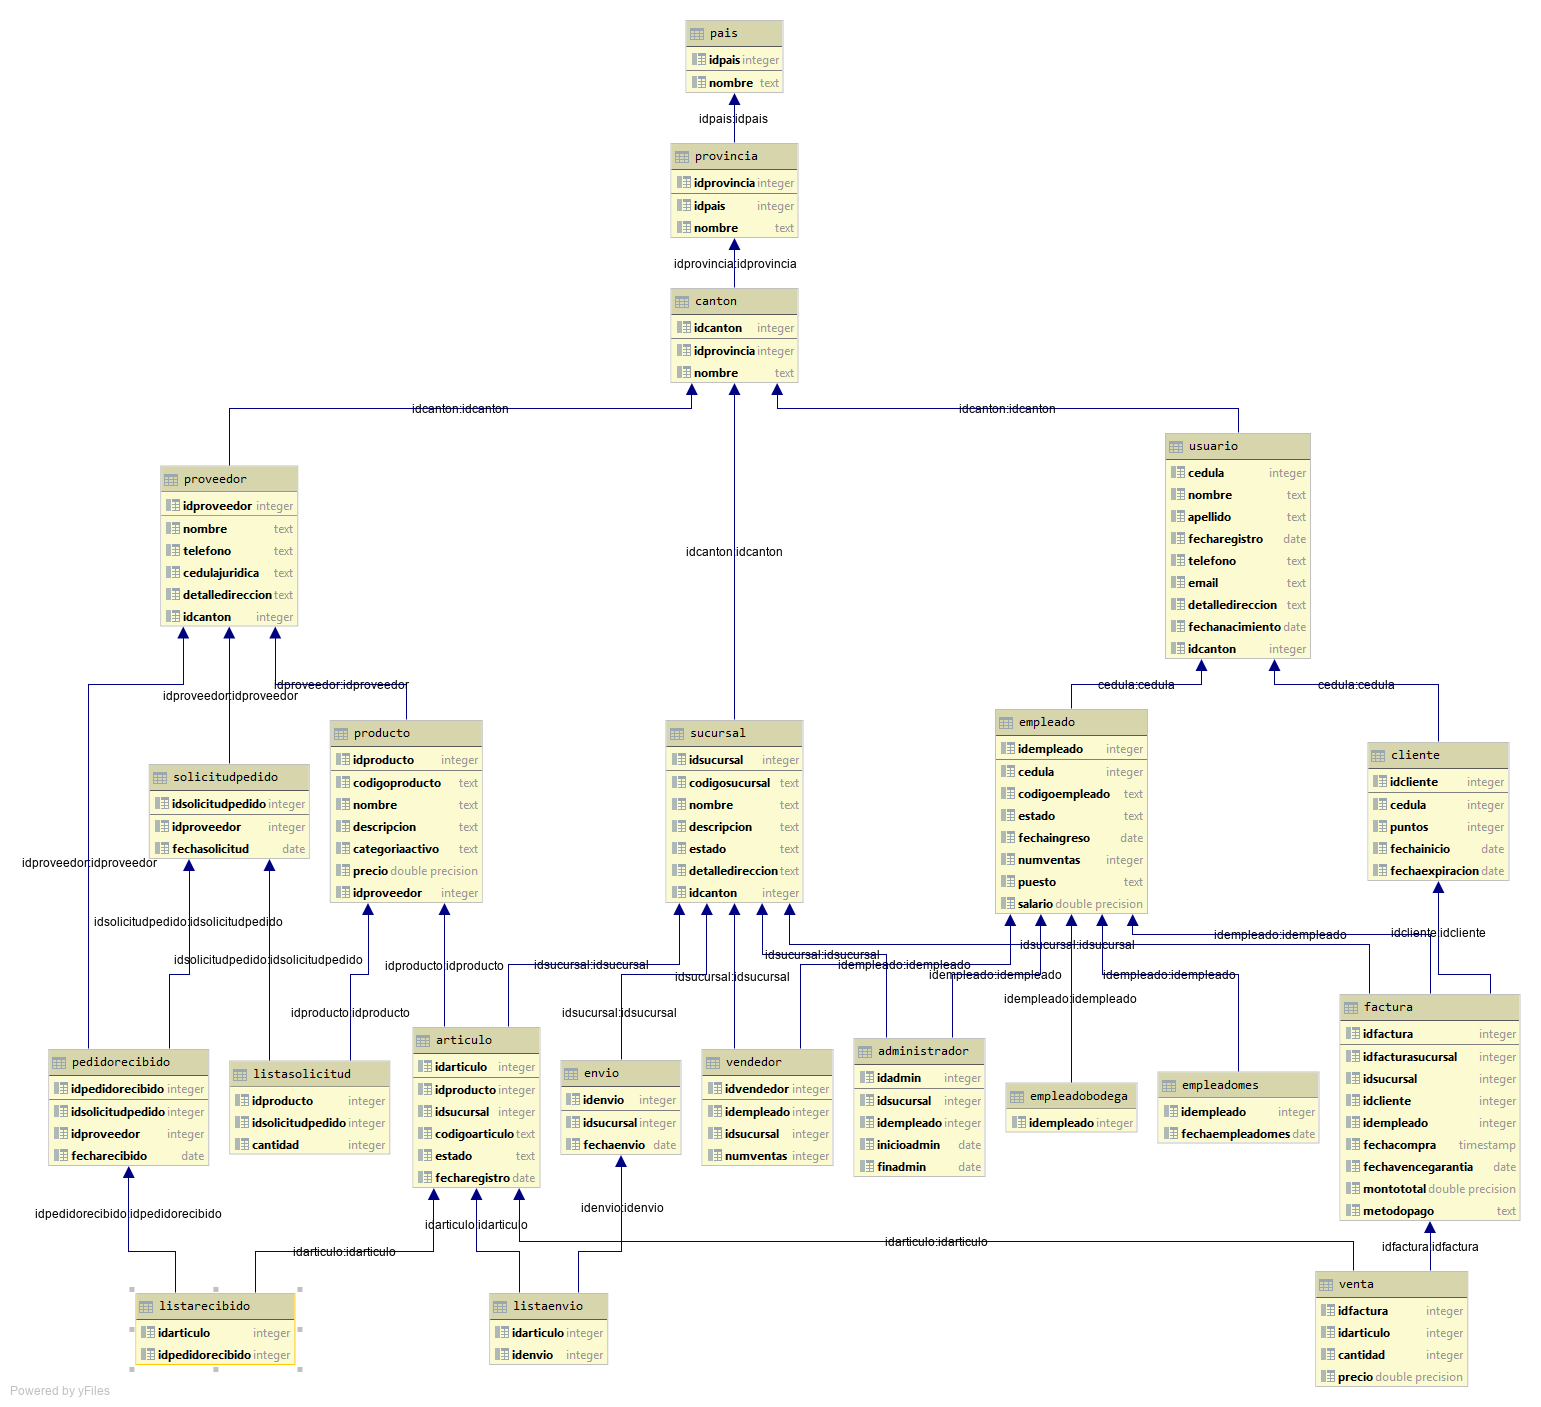 pais
idpais integer
nombre text
idpais:idpais
provincia
idprovincia integer
idpais integer
nombre text
idprovincia:idprovincia
canton
idcanton integer
idprovincia integer
nombre text
idcanton:idcanton
idcanton:idcanton
idcanton:idcanton
proveedor
idproveedor integer
nombre text
telefono text
cedulajuridica text
detalledireccion text
idcanton integer
usuario
cedula integer
nombre text
apellido text
fecharegistro date
telefono text
email text
detalledireccion text
fechanacimiento date
idcanton integer
idproveedor:idproveedor
idproveedor:idproveedor
idproveedor:idproveedor
cedula:cedula
cedula:cedula
solicitudpedido
idsolicitudpedido integer
idproveedor integer
fechasolicitud date
producto
idproducto integer
codigoproducto text
nombre text
descripcion text
categoriaactivo text
precio double precision
idproveedor integer
sucursal
idsucursal integer
codigosucursal text
nombre text
descripcion text
estado text
detalledireccion text
idcanton integer
empleado
idempleado integer
cedula integer
codigoempleado text
estado text
fechaingreso date
numventas integer
puesto text
salario double precision
cliente
idcliente integer
cedula integer
puntos integer
fechainicio date
fechaexpiracion date
idsolicitudpedido:idsolicitudpedido
idsolicitudpedido:idsolicitudpedido
idproducto:idproducto
idproducto:idproducto
idsucursal:idsucursal
idsucursal:idsucursal
idsucursal:idsucursal
idsucursal:idsucursal
idsucursal:idsucursal
idempleado:idempleado
idempleado:idempleado
idempleado:idempleado
idempleado:idempleado
idempleado:idempleado
idcliente:idcliente
pedidorecibido
idpedidorecibido integer
idsolicitudpedido integer
idproveedor integer
fecharecibido date
listasolicitud
idproducto integer
idsolicitudpedido integer
cantidad integer
articulo
idarticulo integer
idproducto integer
idsucursal integer
codigoarticulo text
estado text
fecharegistro date
envio
idenvio integer
idsucursal integer
fechaenvio date
vendedor
idvendedor integer
idempleado integer
idsucursal integer
numventas integer
administrador
idadmin integer
idsucursal integer
idempleado integer
inicioadmin date
finadmin date
empleadobodega
idempleado integer
empleadomes
idempleado integer
fechaempleadomes date
factura
idfactura integer
idfacturasucursal integer
idsucursal integer
idcliente integer
idempleado integer
fechacompra timestamp
fechavencegarantia date
montototal double precision
metodopago text
idpedidorecibido:idpedidorecibido
idarticulo:idarticulo
idarticulo:idarticulo
idenvio:idenvio
idarticulo:idarticulo
idfactura:idfactura
listarecibido
idarticulo integer
idpedidorecibido integer
listaenvio
idarticulo integer
idenvio integer
venta
idfactura integer
idarticulo integer
cantidad integer
precio double precision
Powered by yFiles